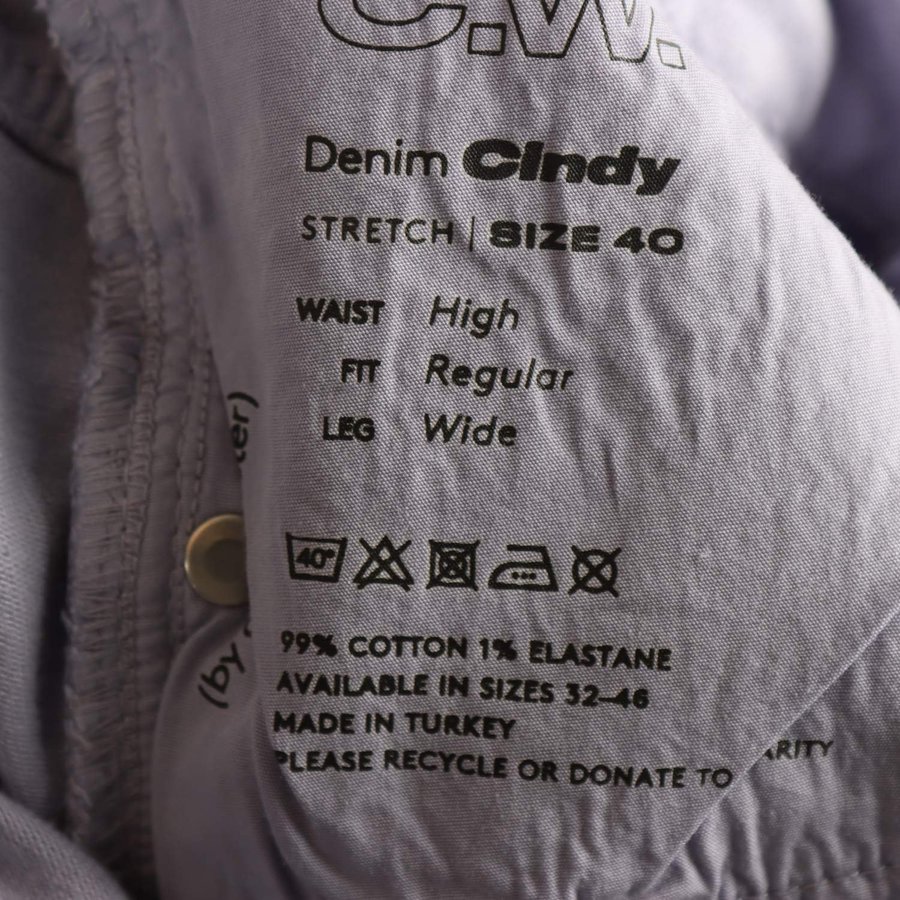 C.W.
Denim Cindy
STRETCH | SIZE 40
WAIST High
FIT Regular
LEG Wide
40°
99% COTTON 1% ELASTANE
AVAILABLE IN SIZES 32–46
MADE IN TURKEY
PLEASE RECYCLE OR DONATE TO
(by